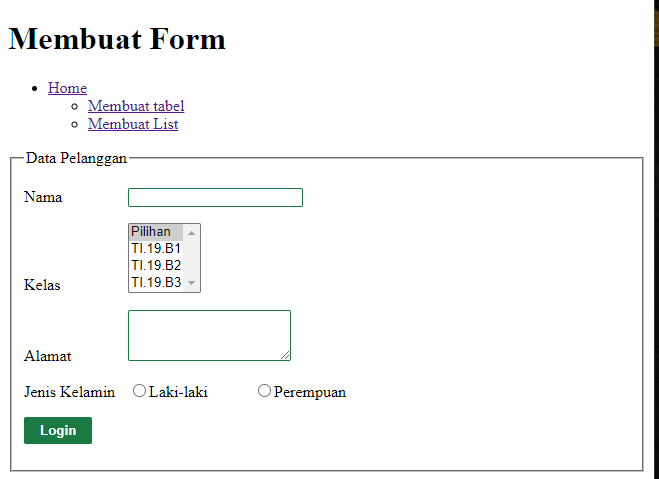 Membuat Form
Home
Membuat tabel
Membuat List
Data Pelanggan
Nama
Pilihan
TI.19.B1
TI.19.B2
TI.19.B3
Kelas
Alamat
Jenis Kelamin Laki-laki Perempuan
Login